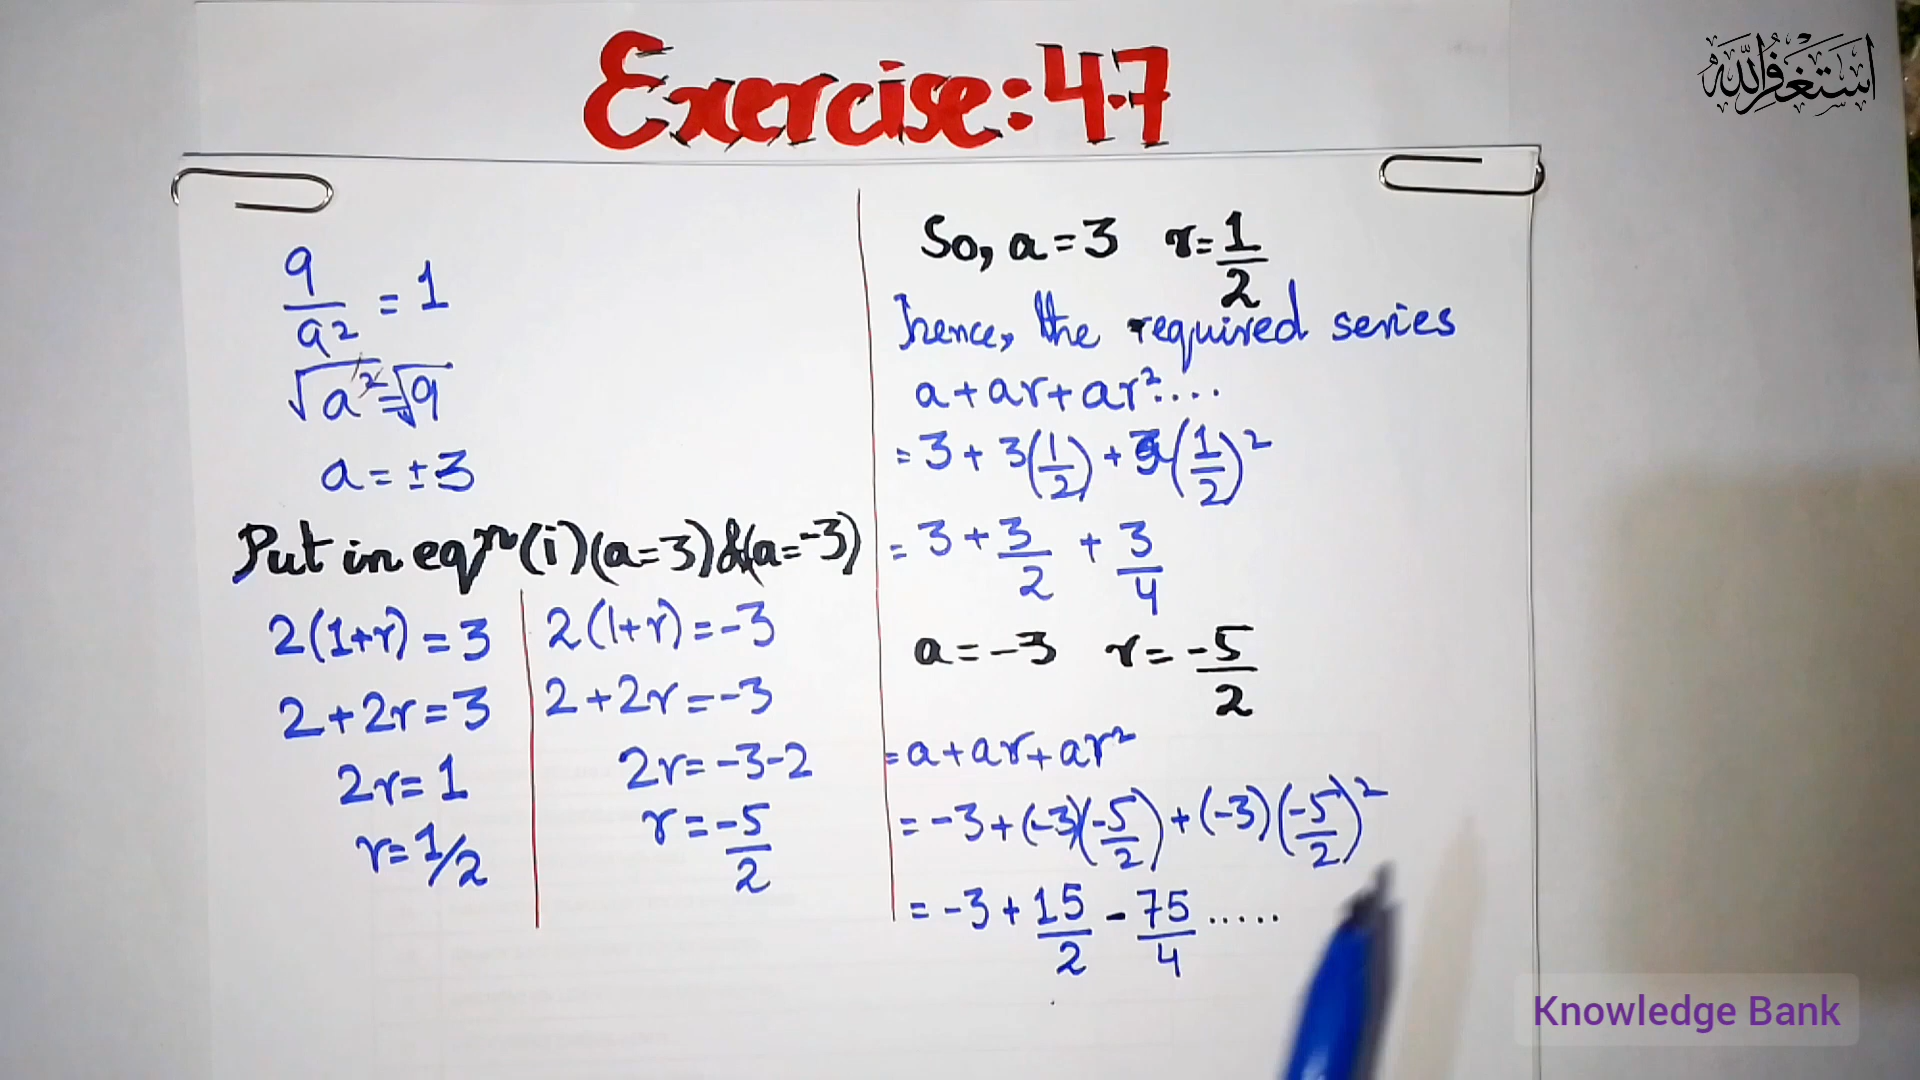 Exercise: 4.7
أستغفر الله
9/a² = 1
√a² = √9
a = ±3
Put in eqn (i) (a=3) & (a=-3)
2(1+r) = 3
2+2r = 3
2r = 1
r = 1/2
2(1+r) = -3
2+2r = -3
2r = -3-2
r = -5/2
So, a = 3 r = 1/2
hence, the required series
a + ar + ar² ....
= 3 + 3(1/2) + 3(1/2)²
= 3 + 3/2 + 3/4
a = -3 r = -5/2
= a + ar + ar²
= -3 + (-3)(-5/2) + (-3)(-5/2)²
= -3 + 15/2 - 75/4 .....
Knowledge Bank